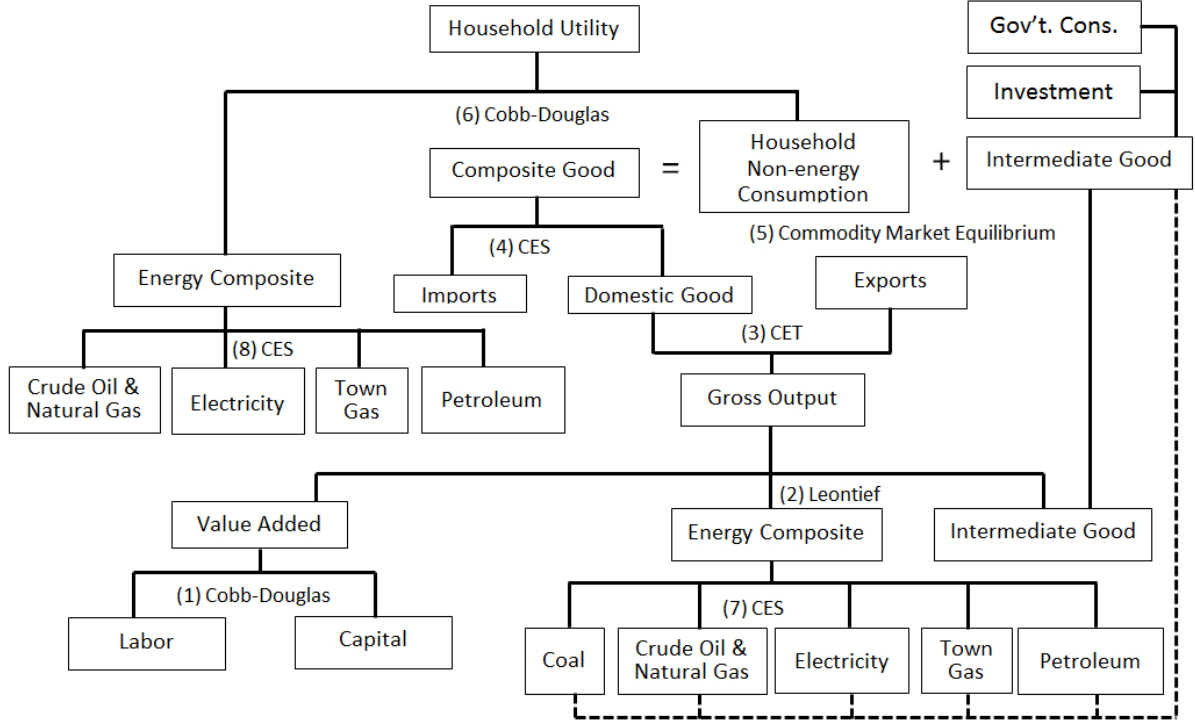 Household Utility
Gov't. Cons.
Investment
(6) Cobb-Douglas
Composite Good
=
Household
Non-energy
Consumption
+
Intermediate Good
(5) Commodity Market Equilibrium
(4) CES
Energy Composite
Imports
Domestic Good
Exports
(3) CET
(8) CES
Crude Oil &
Natural Gas
Electricity
Town
Gas
Petroleum
Gross Output
(2) Leontief
Value Added
Energy Composite
Intermediate Good
(1) Cobb-Douglas
(7) CES
Labor
Capital
Coal
Crude Oil &
Natural Gas
Electricity
Town
Gas
Petroleum